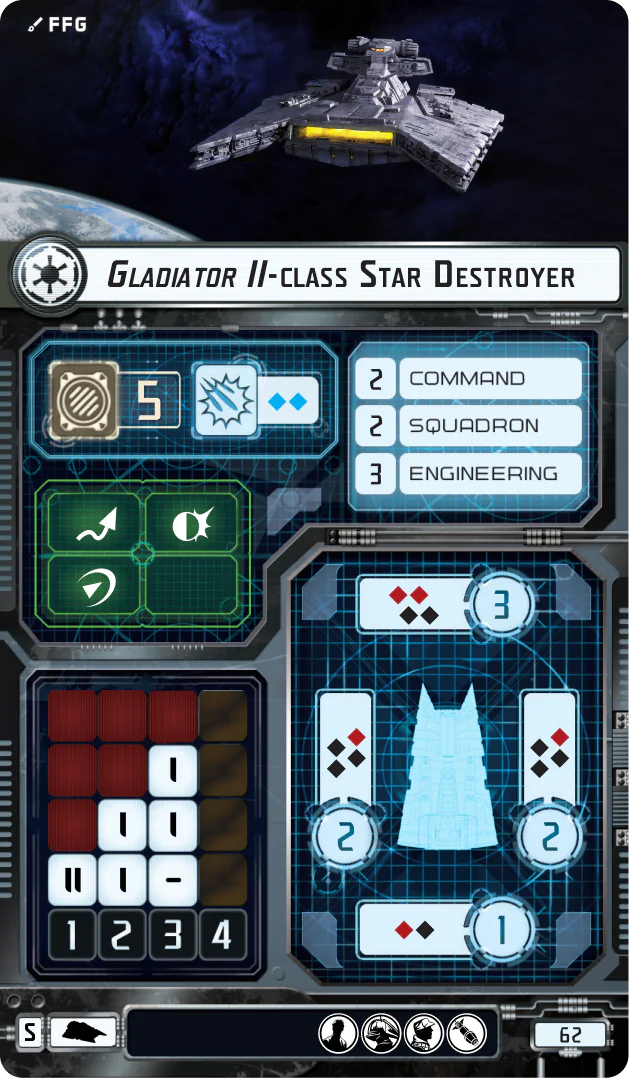 FFG
GLADIATOR II-CLASS STAR DESTROYER
5
2 COMMAND
2 SQUADRON
3 ENGINEERING
3
I
I I
II I -
2 2
1 2 3 4
1
S 62